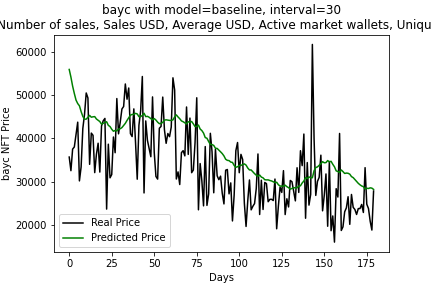 bayc with model=baseline, interval=30
Number of sales, Sales USD, Average USD, Active market wallets,
bayc NFT Price
60000
50000
40000
30000
20000
Real Price
Predicted Price
0
25
50
75
100
125
150
175
Days